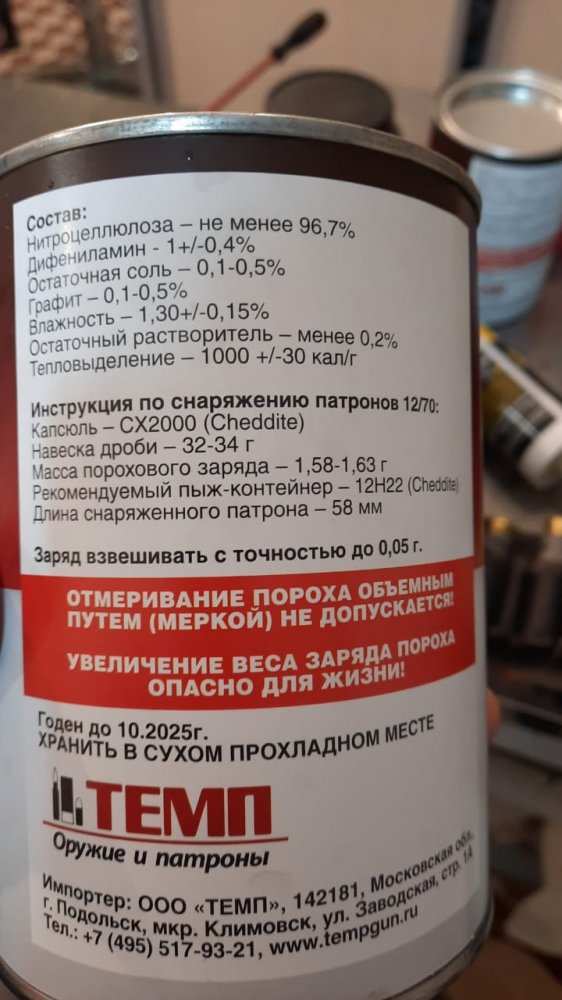 Состав:
Нитроцеллюлоза – не менее 96,7%
Дифениламин - 1+/-0,4%
Остаточная соль – 0,1-0,5%
Графит – 0,1-0,5%
Влажность – 1,30+/-0,15%
Остаточный растворитель – менее 0,2%
Тепловыделение – 1000 +/-30 кал/г
Инструкция по снаряжению патронов 12/70:
Капсюль – CX2000 (Cheddite)
Навеска дроби – 32-34 г
Масса порохового заряда – 1,58-1,63 г
Рекомендуемый пыж-контейнер – 12H22 (Cheddite)
Длина снаряженного патрона – 58 мм
Заряд взвешивать с точностью до 0,05 г.
ОТМЕРИВАНИЕ ПОРОХА ОБЪЕМНЫМ
ПУТЕМ (МЕРКОЙ) НЕ ДОПУСКАЕТСЯ!
УВЕЛИЧЕНИЕ ВЕСА ЗАРЯДА ПОРОХА
ОПАСНО ДЛЯ ЖИЗНИ!
Годен до 10.2025г.
ХРАНИТЬ В СУХОМ ПРОХЛАДНОМ МЕСТЕ
ТЕМП
Оружие и патроны
Импортер: ООО «ТЕМП», 142181, Московская обл.,
г. Подольск, мкр. Климовск, ул. Заводская, стр. 1А
Тел.: +7 (495) 517-93-21, www.tempgun.ru